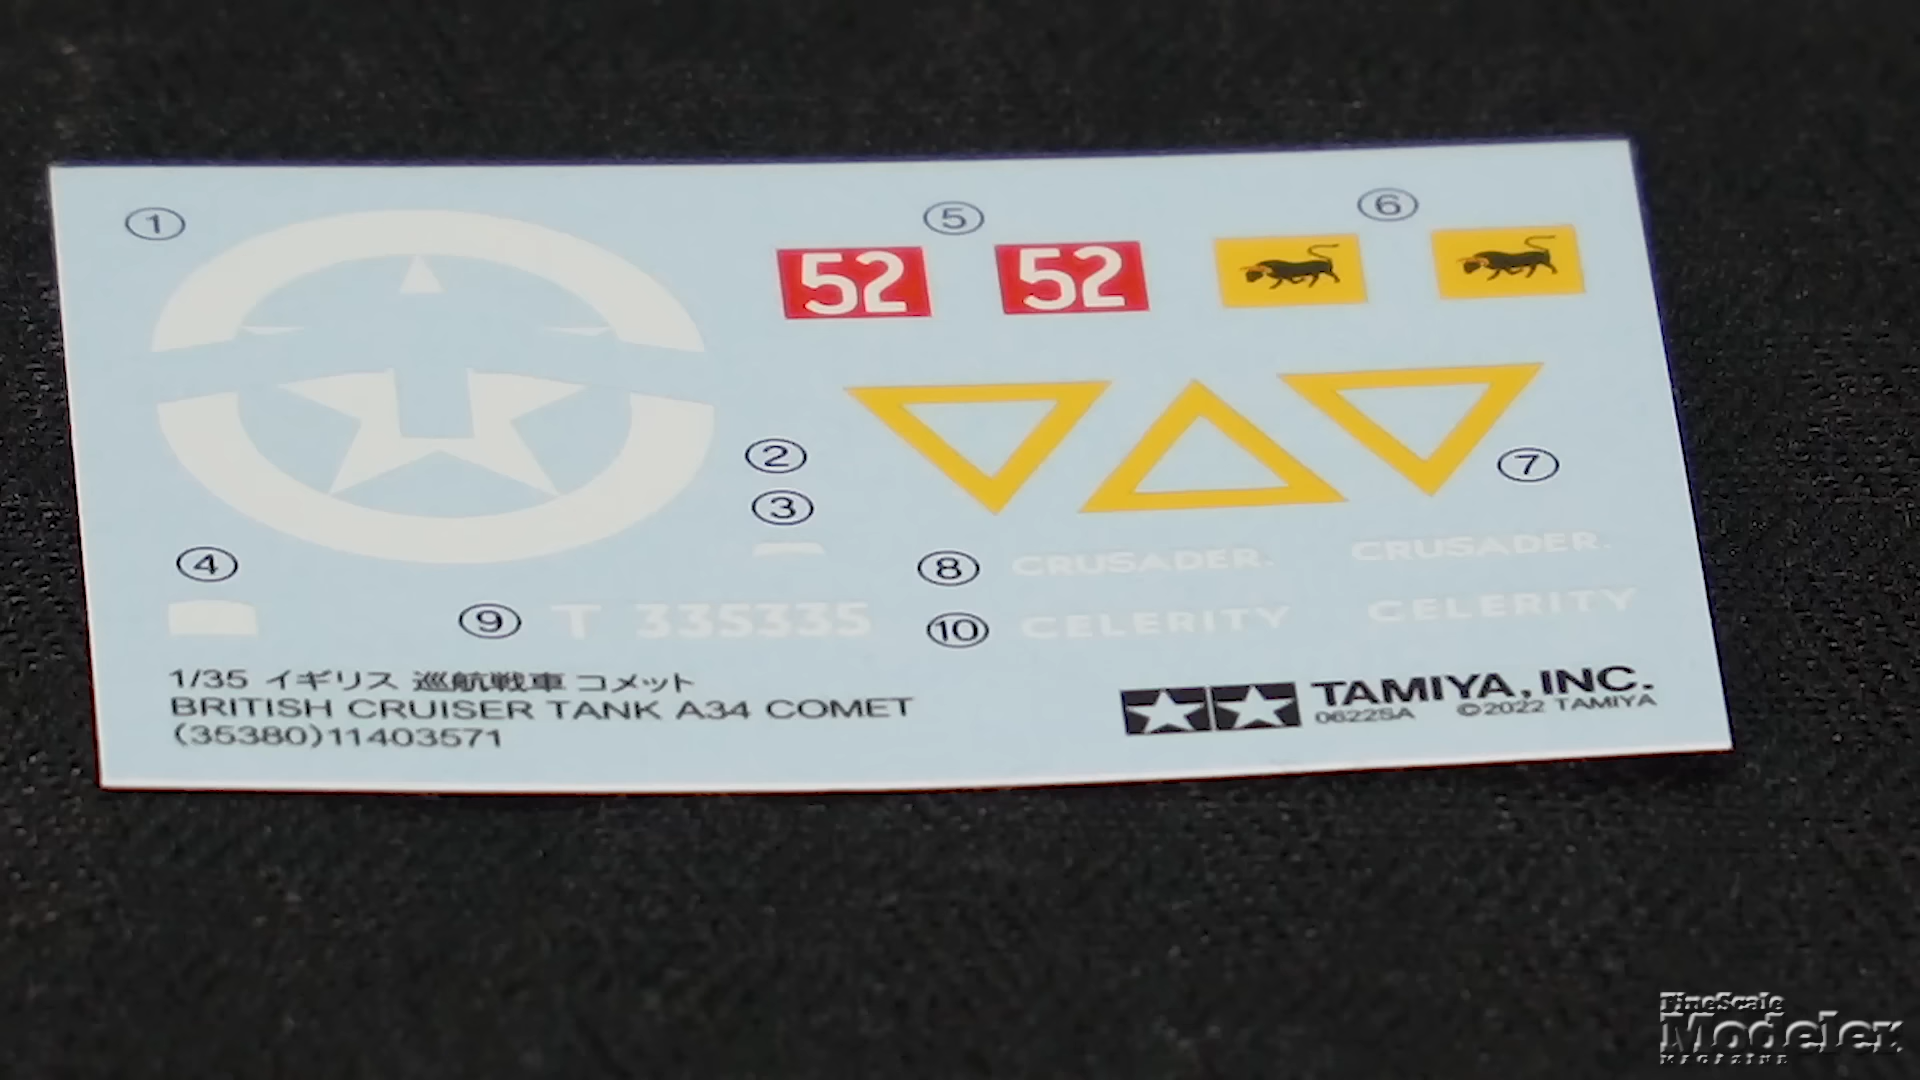 ①
⑤
⑥
52 52
②
⑦
③
④
⑧ CRUSADER. CRUSADER.
⑨ T 335335
⑩ CELERITY CELERITY
1/35 イギリス 巡航戦車 コメット
BRITISH CRUISER TANK A34 COMET
(35380)11403571
TAMIYA, INC.
0622SA ©2022 TAMIYA
FineScale
Modeler
MAGAZINE